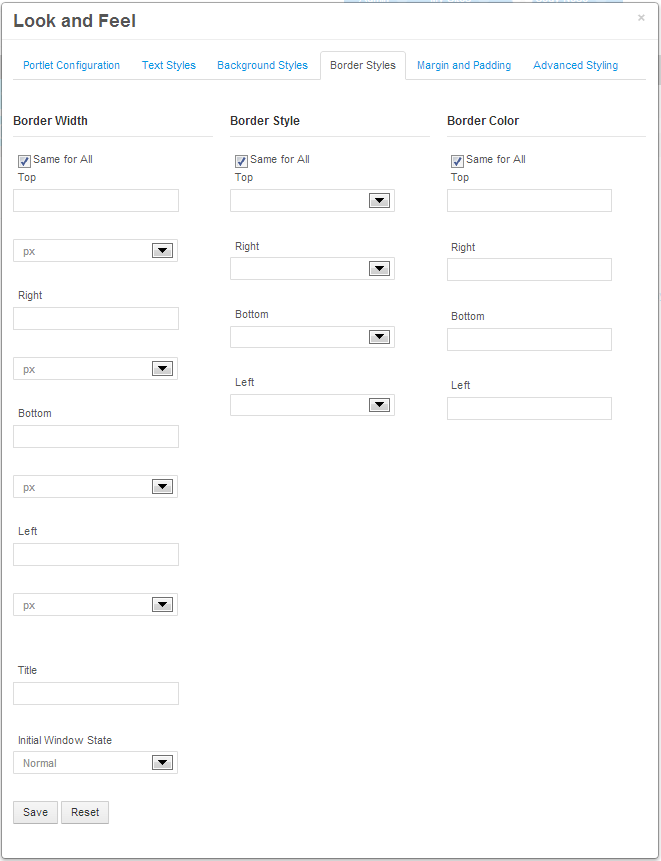 Look and Feel
×
Portlet Configuration Text Styles Background Styles Border Styles Margin and Padding Advanced Styling
Border Width
Same for All
Top
px
Right
px
Bottom
px
Left
px
Title
Initial Window State
Normal
Save Reset
Border Style
Same for All
Top
Right
Bottom
Left
Border Color
Same for All
Top
Right
Bottom
Left